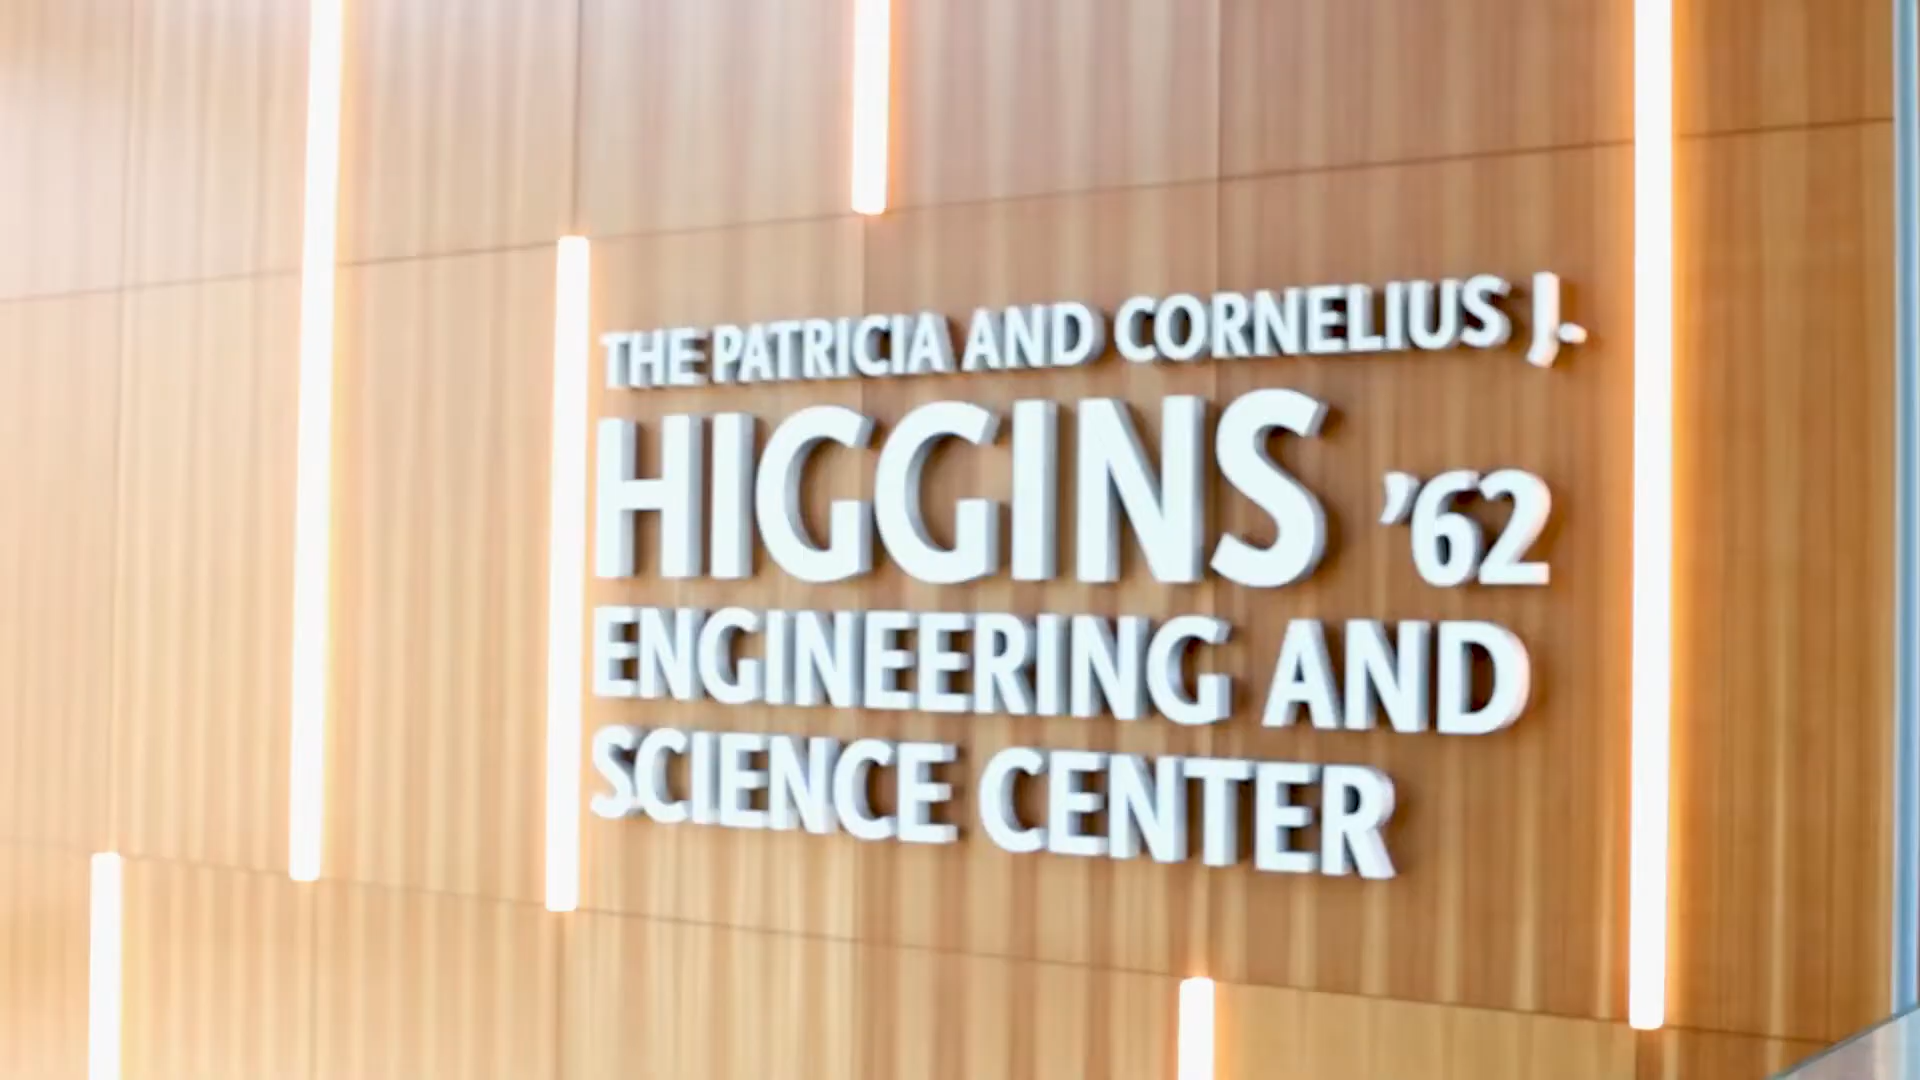 THE PATRICIA AND CORNELIUS J.
HIGGINS ’62
ENGINEERING AND
SCIENCE CENTER